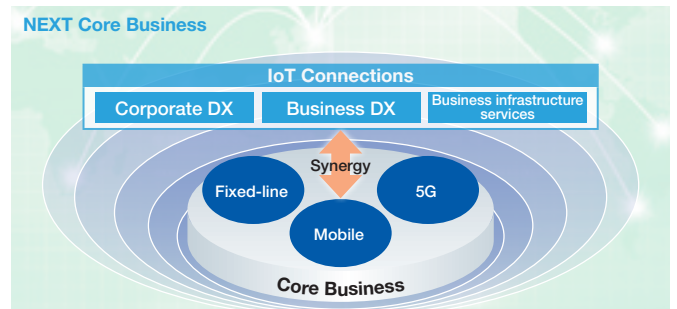 NEXT Core Business
IoT Connections
Corporate DX
Business DX
Business infrastructure
services
Synergy
Fixed-line
5G
Mobile
Core Business